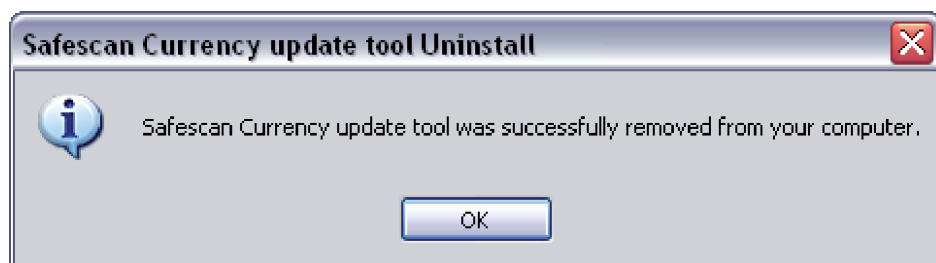 Safescan Currency update tool Uninstall
Safescan Currency update tool was successfully removed from your computer.
OK